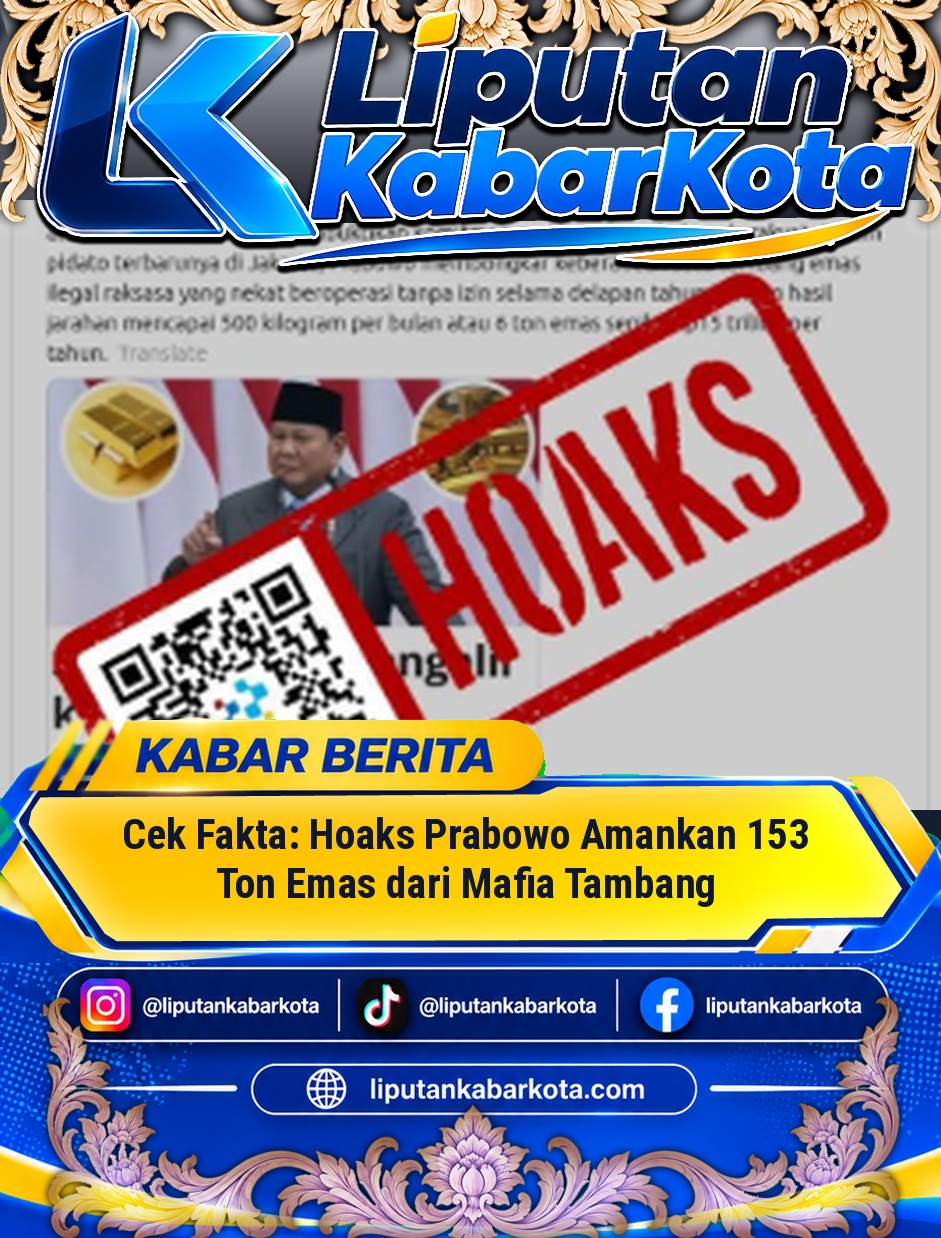 Liputan
KabarKota
pidato terbarunya di
ilegal raksasa yang nekat beroperasi tanpa izin selama delapan hasil
jarahan mencapai 500 kilogram per bulan atau 6 ton emas per
tahun. Translate
HOAKS
KABAR BERITA
Cek Fakta: Hoaks Prabowo Amankan 153
Ton Emas dari Mafia Tambang
@liputankabarkota @liputankabarkota liputankabarkota
liputankabarkota.com